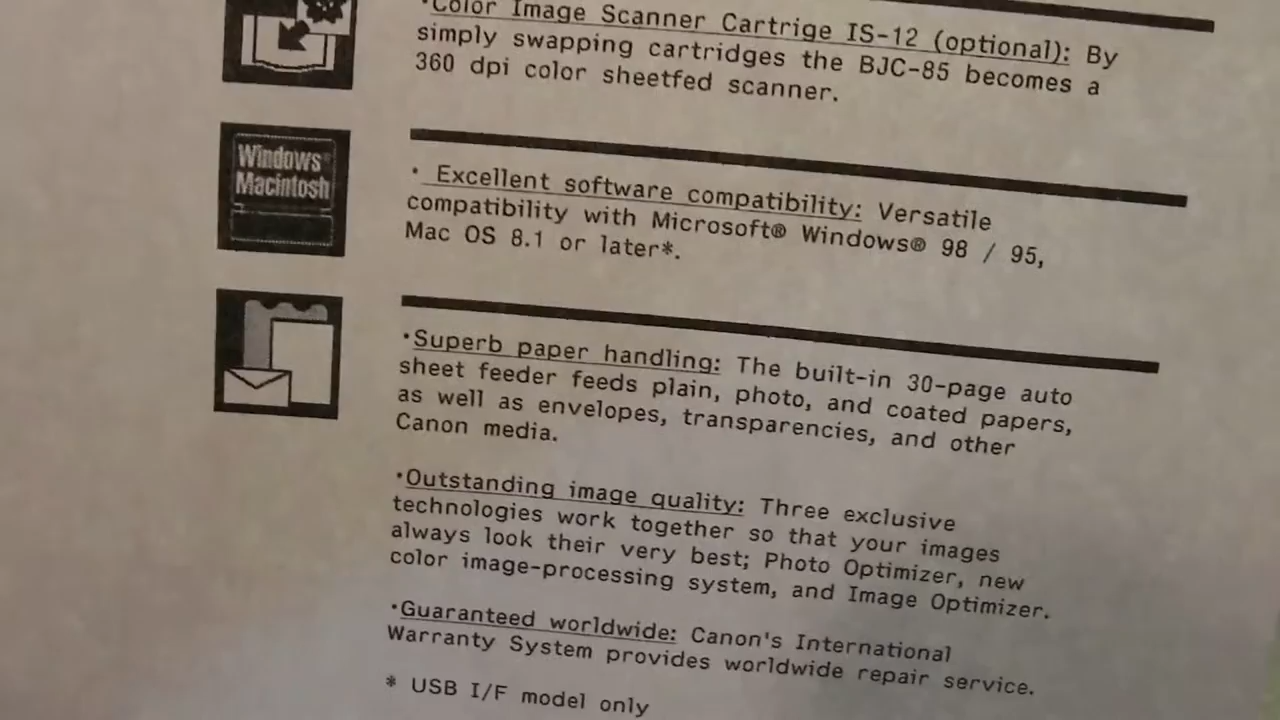 ·Color Image Scanner Cartrige IS-12 (optional): By
simply swapping cartridges the BJC-85 becomes a
360 dpi color sheetfed scanner.
Windows
Macintosh
· Excellent software compatibility: Versatile
compatibility with Microsoft® Windows® 98 / 95,
Mac OS 8.1 or later*.
·Superb paper handling: The built-in 30-page auto
sheet feeder feeds plain, photo, and coated papers,
as well as envelopes, transparencies, and other
Canon media.
·Outstanding image quality: Three exclusive
technologies work together so that your images
always look their very best; Photo Optimizer, new
color image-processing system, and Image Optimizer.
·Guaranteed worldwide: Canon's International
Warranty System provides worldwide repair service.
* USB I/F model only